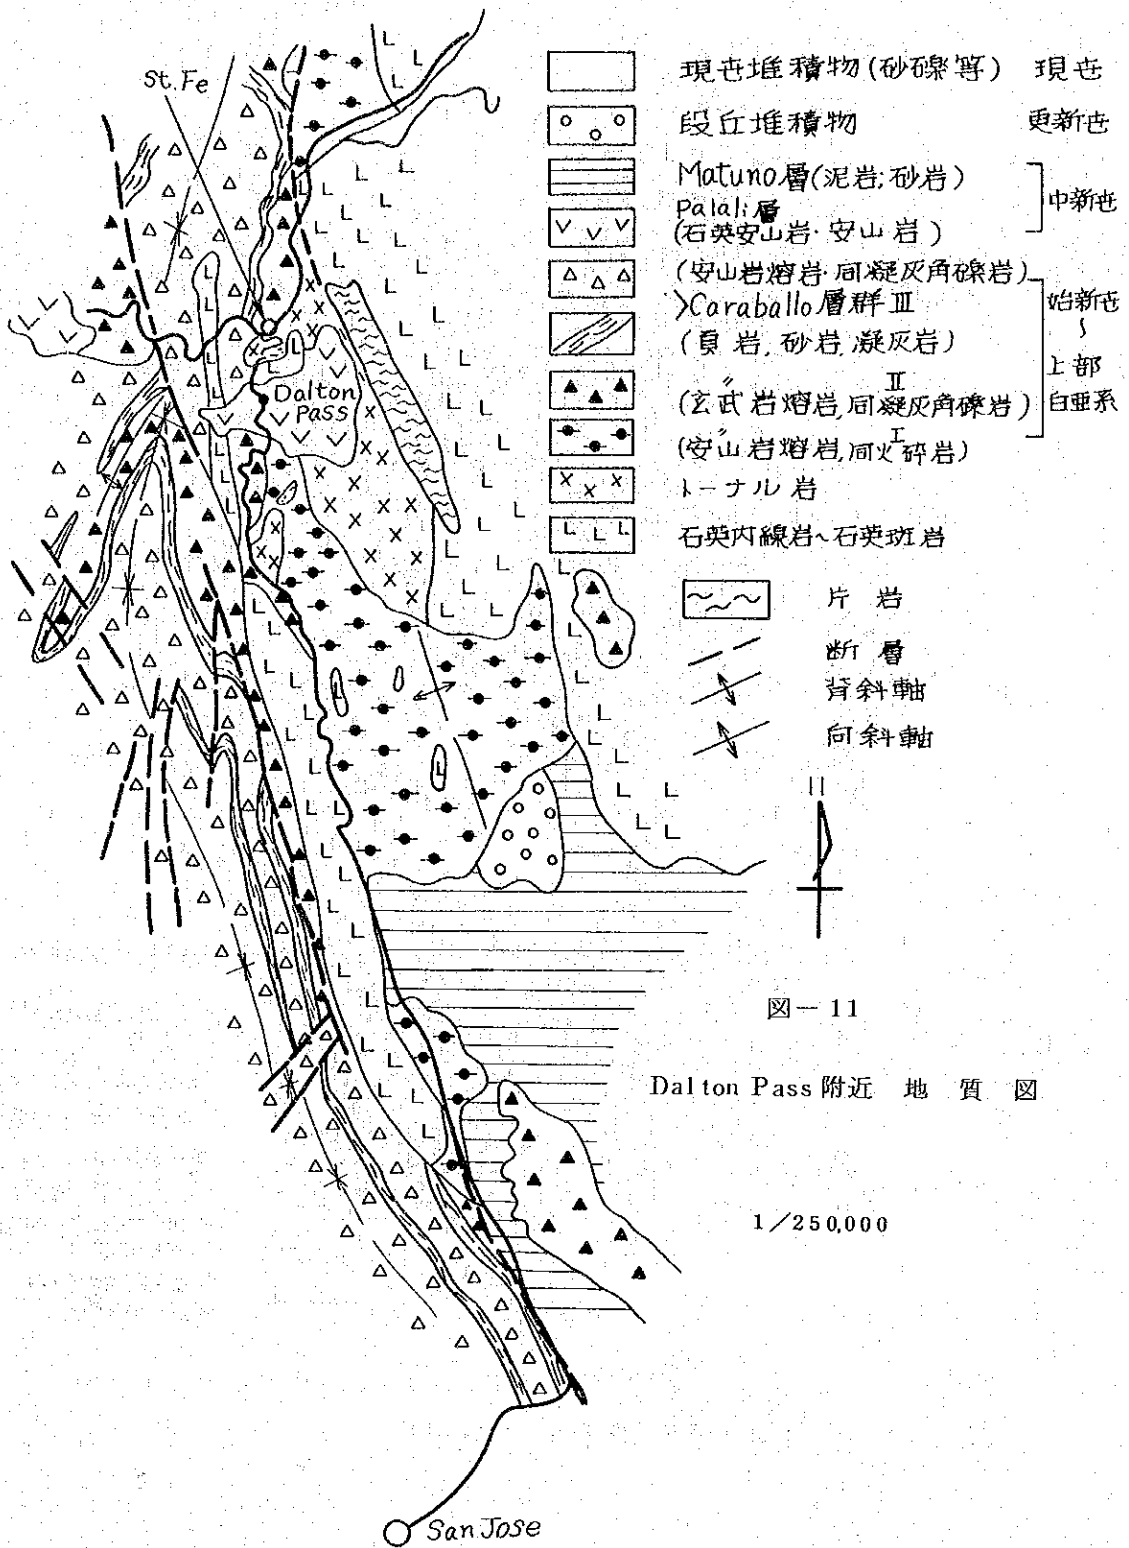 St. Fe
Dalton
Pass
現世堆積物(砂礫等) 現世
段丘堆積物 更新世
Matuno層(泥岩;砂岩)
Palali層
(石英安山岩・安山岩)
中新世
(安山岩熔岩・同凝灰角礫岩)
>Caraballo層群 III
(頁岩,砂岩,凝灰岩)
〃 II
(玄武岩熔岩,同凝灰角礫岩)
〃 I
(安山岩熔岩,同火砕岩)
始新世
~
上部
白亜系
トーナル岩
石英内緑岩~石英斑岩
片岩
断層
背斜軸
向斜軸
図-11
Dalton Pass 附近 地質図
1/250,000
San Jose